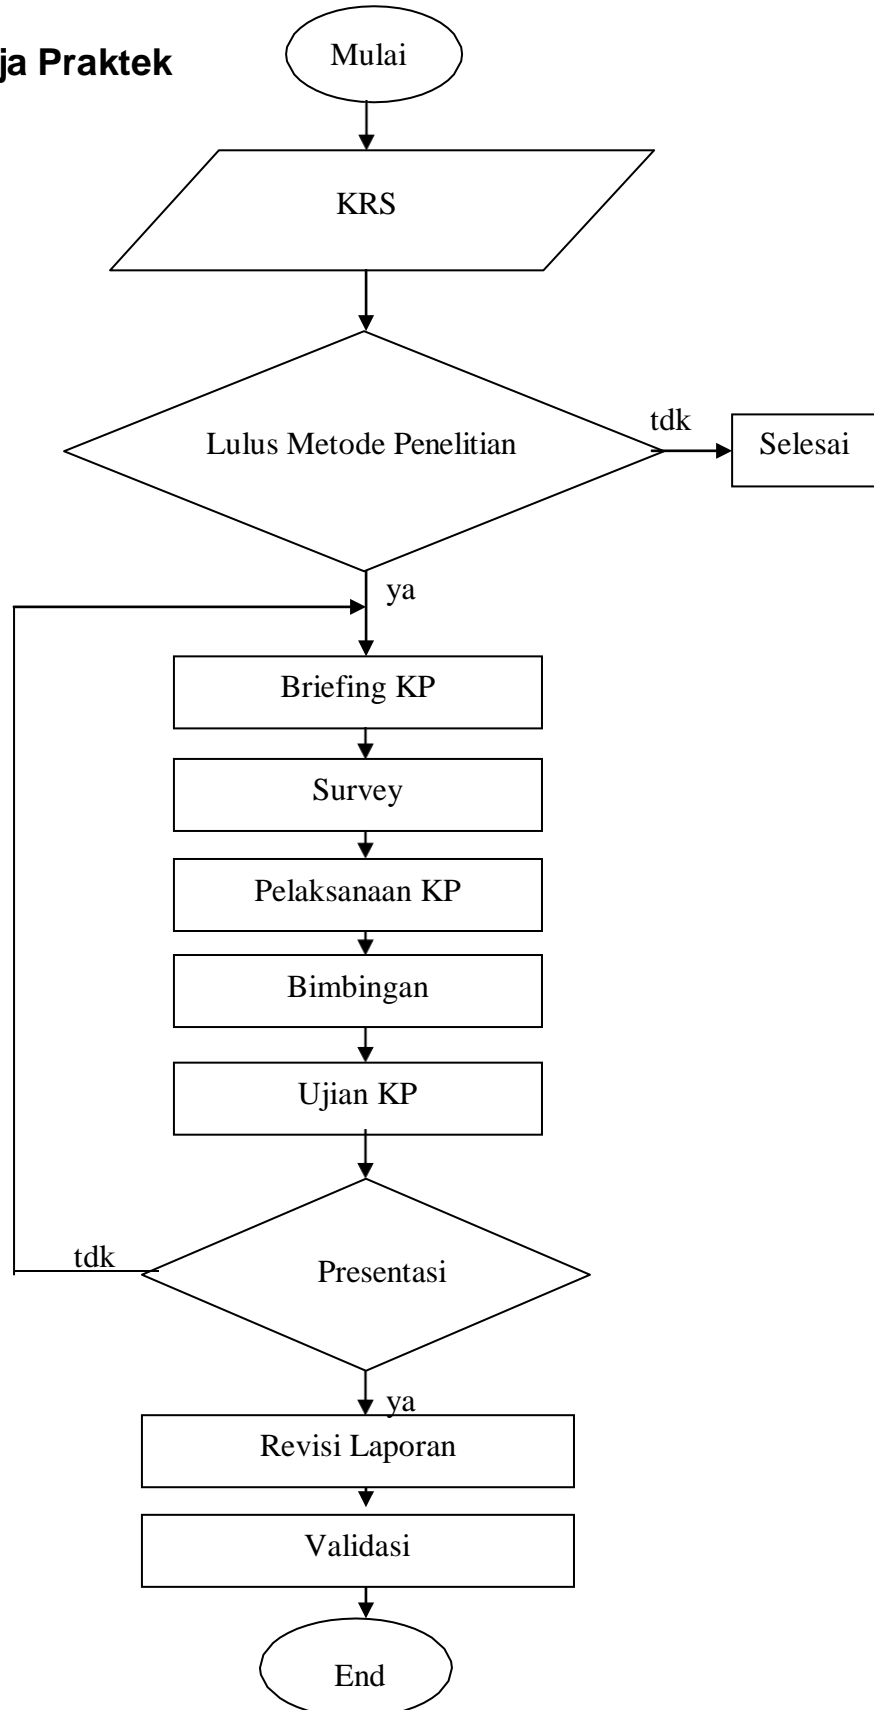 Mulai
ja Praktek
KRS
Lulus Metode Penelitian
tdk
Selesai
ya
Briefing KP
Survey
Pelaksanaan KP
Bimbingan
Ujian KP
tdk
Presentasi
ya
Revisi Laporan
Validasi
End